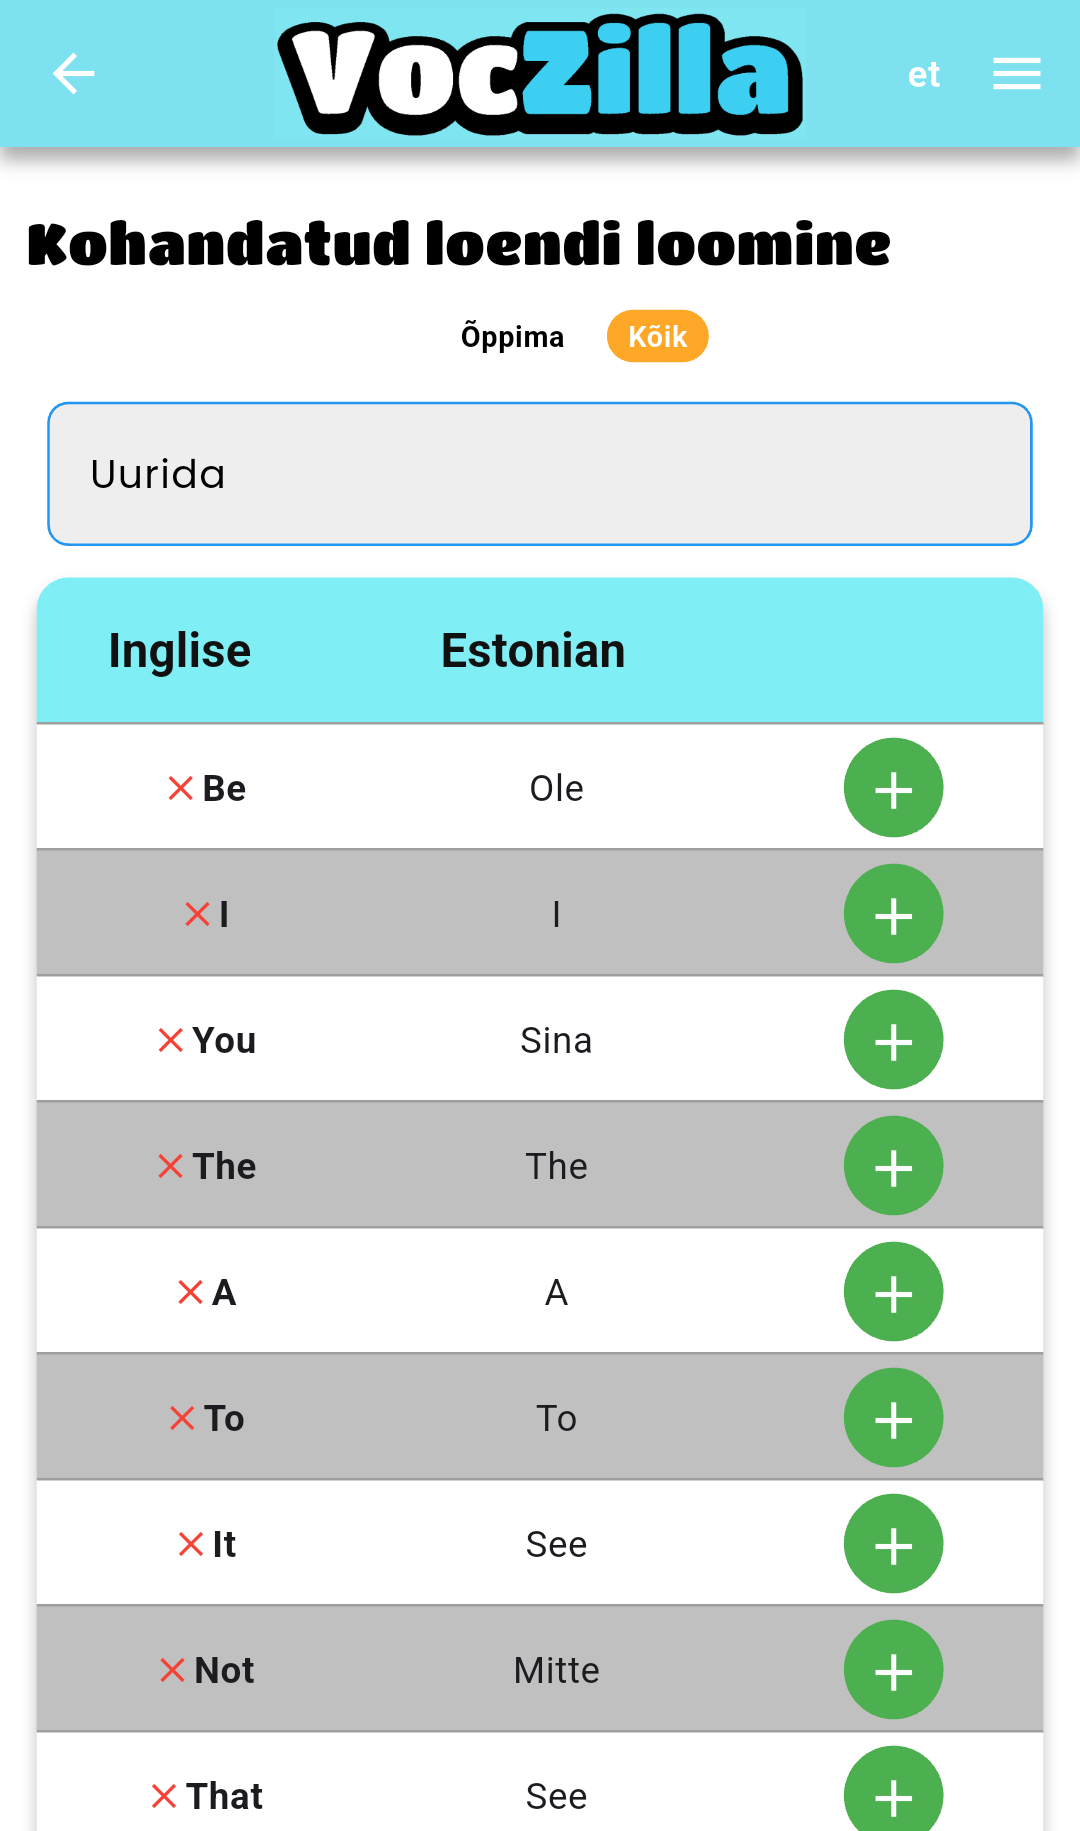 VocZilla
et
Kohandatud loendi loomine
Õppima Kõik
Uurida
Inglise Estonian
Be Ole
I I
You Sina
The The
A A
To To
It See
Not Mitte
That See